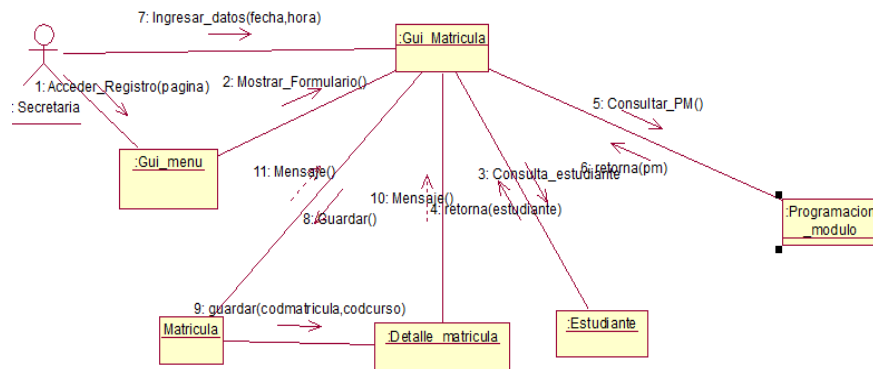 7: Ingresar_datos(fecha,hora)
:Gui_Matricula
1: Acceder_Registro(pagina)
2: Mostrar_Formulario()
: Secretaria
5: Consultar_PM()
:Gui_menu
6: retorna(pm)
11: Mensaje()
3: Consulta_estudiante
10: Mensaje()
4: retorna(estudiante)
8: Guardar()
:Programacion
_modulo
9: guardar(codmatricula,codcurso)
Matricula
:Detalle_matricula
:Estudiante